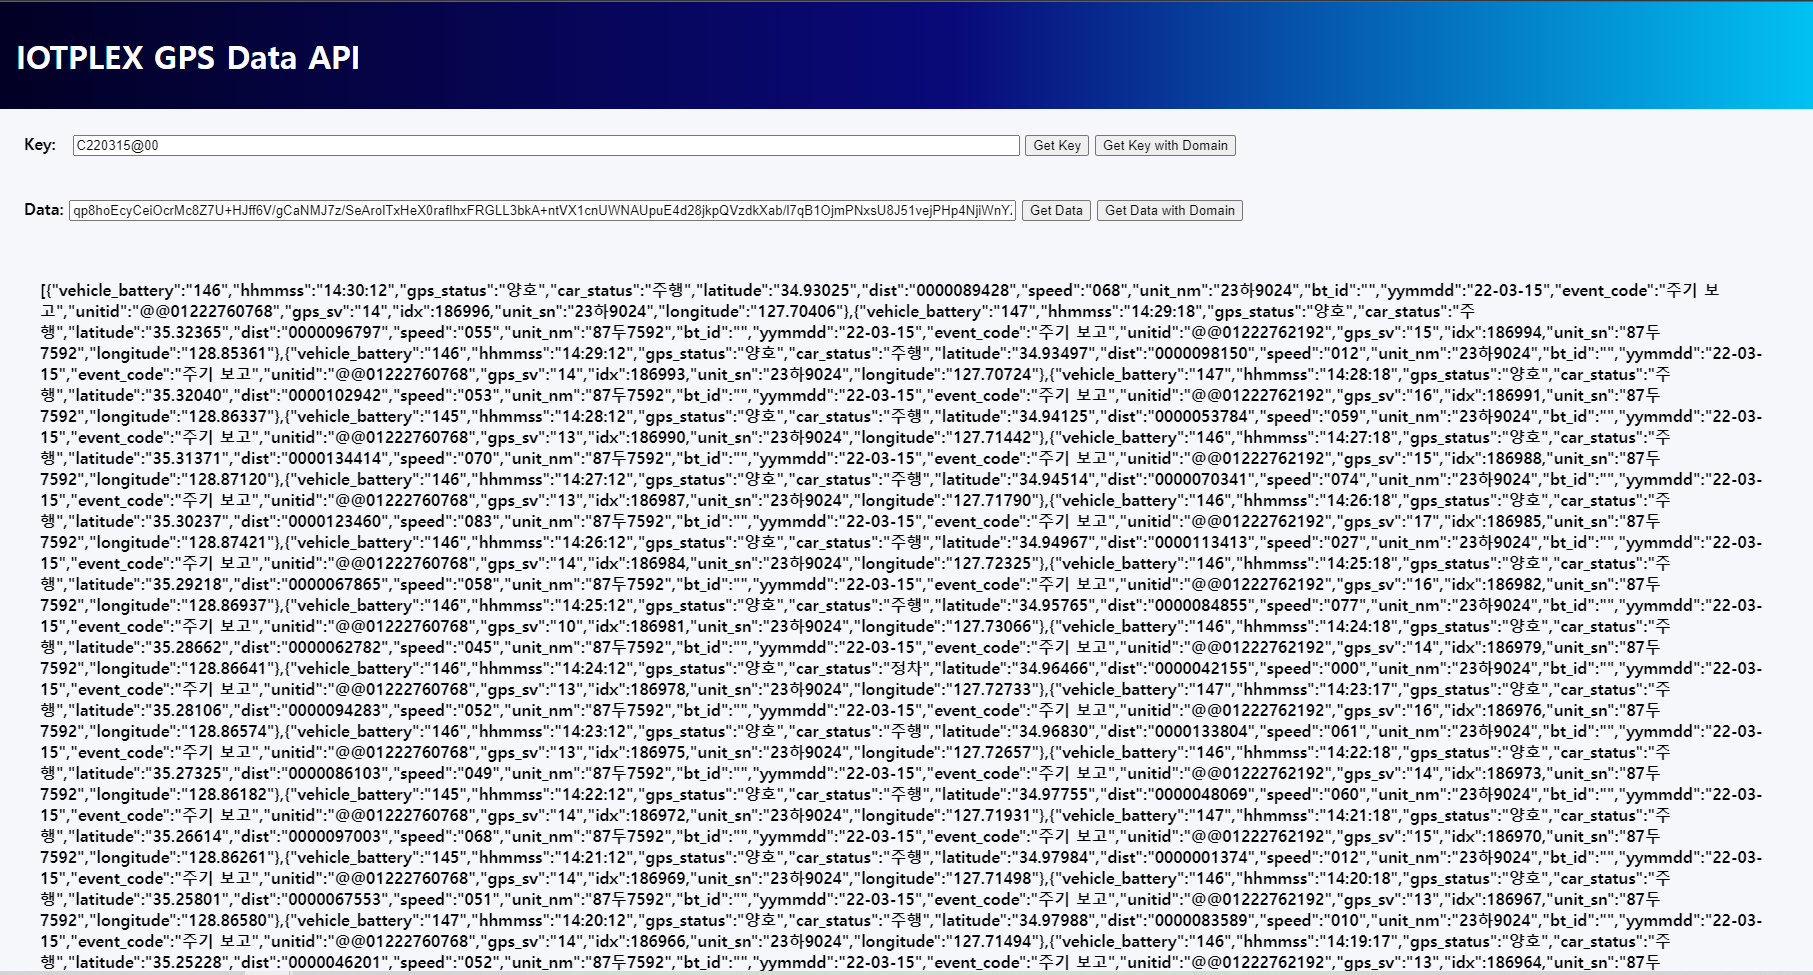 IOTPLEX GPS Data API
Key: C220315@00 Get Key Get Key with Domain
Data: qp8hoEcyCeiOcrMc8Z7U+HJff6V/gCaNMJ7z/SeArolTxHeX0raflhxFRGLL3bkA+ntVX1cnUWNAUpuE4d28jkpQVzdkXab/l7qB1OjmPNxsU8J51vejPHp4NjiWnY Get Data Get Data with Domain
[{"vehicle_battery":"146","hhmmss":"14:30:12","gps_status":"양호","car_status":"주행","latitude":"34.93025","dist":"0000089428","speed":"068","unit_nm":"23하9024","bt_id":"","yymmdd":"22-03-15","event_code":"주기 보
고","unitid":"@@01222760768","gps_sv":"14","idx":186996,"unit_sn":"23하9024","longitude":"127.70406"},{"vehicle_battery":"147","hhmmss":"14:29:18","gps_status":"양호","car_status":"주
행","latitude":"35.32365","dist":"0000096797","speed":"055","unit_nm":"87두7592","bt_id":"","yymmdd":"22-03-15","event_code":"주기 보고","unitid":"@@01222762192","gps_sv":"15","idx":186994,"unit_sn":"87두
7592","longitude":"128.85361"},{"vehicle_battery":"146","hhmmss":"14:29:12","gps_status":"양호","car_status":"주행","latitude":"34.93497","dist":"0000098150","speed":"012","unit_nm":"23하9024","bt_id":"","yymmdd":"22-03-
15","event_code":"주기 보고","unitid":"@@01222760768","gps_sv":"14","idx":186993,"unit_sn":"23하9024","longitude":"127.70724"},{"vehicle_battery":"147","hhmmss":"14:28:18","gps_status":"양호","car_status":"주
행","latitude":"35.32040","dist":"0000102942","speed":"053","unit_nm":"87두7592","bt_id":"","yymmdd":"22-03-15","event_code":"주기 보고","unitid":"@@01222762192","gps_sv":"16","idx":186991,"unit_sn":"87두
7592","longitude":"128.86337"},{"vehicle_battery":"145","hhmmss":"14:28:12","gps_status":"양호","car_status":"주행","latitude":"34.94125","dist":"0000053784","speed":"059","unit_nm":"23하9024","bt_id":"","yymmdd":"22-03-
15","event_code":"주기 보고","unitid":"@@01222760768","gps_sv":"13","idx":186990,"unit_sn":"23하9024","longitude":"127.71442"},{"vehicle_battery":"146","hhmmss":"14:27:18","gps_status":"양호","car_status":"주
행","latitude":"35.31371","dist":"0000134414","speed":"070","unit_nm":"87두7592","bt_id":"","yymmdd":"22-03-15","event_code":"주기 보고","unitid":"@@01222762192","gps_sv":"15","idx":186988,"unit_sn":"87두
7592","longitude":"128.87120"},{"vehicle_battery":"146","hhmmss":"14:27:12","gps_status":"양호","car_status":"주행","latitude":"34.94514","dist":"0000070341","speed":"074","unit_nm":"23하9024","bt_id":"","yymmdd":"22-03-
15","event_code":"주기 보고","unitid":"@@01222760768","gps_sv":"13","idx":186987,"unit_sn":"23하9024","longitude":"127.71790"},{"vehicle_battery":"146","hhmmss":"14:26:18","gps_status":"양호","car_status":"주
행","latitude":"35.30237","dist":"0000123460","speed":"083","unit_nm":"87두7592","bt_id":"","yymmdd":"22-03-15","event_code":"주기 보고","unitid":"@@01222762192","gps_sv":"17","idx":186985,"unit_sn":"87두
7592","longitude":"128.87421"},{"vehicle_battery":"146","hhmmss":"14:26:12","gps_status":"양호","car_status":"주행","latitude":"34.94967","dist":"0000113413","speed":"027","unit_nm":"23하9024","bt_id":"","yymmdd":"22-03-
15","event_code":"주기 보고","unitid":"@@01222760768","gps_sv":"14","idx":186984,"unit_sn":"23하9024","longitude":"127.72325"},{"vehicle_battery":"146","hhmmss":"14:25:18","gps_status":"양호","car_status":"주
행","latitude":"35.29218","dist":"0000067865","speed":"058","unit_nm":"87두7592","bt_id":"","yymmdd":"22-03-15","event_code":"주기 보고","unitid":"@@01222762192","gps_sv":"16","idx":186982,"unit_sn":"87두
7592","longitude":"128.86937"},{"vehicle_battery":"146","hhmmss":"14:25:12","gps_status":"양호","car_status":"주행","latitude":"34.95765","dist":"0000084855","speed":"077","unit_nm":"23하9024","bt_id":"","yymmdd":"22-03-
15","event_code":"주기 보고","unitid":"@@01222760768","gps_sv":"10","idx":186981,"unit_sn":"23하9024","longitude":"127.73066"},{"vehicle_battery":"146","hhmmss":"14:24:18","gps_status":"양호","car_status":"주
행","latitude":"35.28662","dist":"0000062782","speed":"045","unit_nm":"87두7592","bt_id":"","yymmdd":"22-03-15","event_code":"주기 보고","unitid":"@@01222762192","gps_sv":"14","idx":186979,"unit_sn":"87두
7592","longitude":"128.86641"},{"vehicle_battery":"146","hhmmss":"14:24:12","gps_status":"양호","car_status":"정차","latitude":"34.96466","dist":"0000042155","speed":"000","unit_nm":"23하9024","bt_id":"","yymmdd":"22-03-
15","event_code":"주기 보고","unitid":"@@01222760768","gps_sv":"13","idx":186978,"unit_sn":"23하9024","longitude":"127.72733"},{"vehicle_battery":"147","hhmmss":"14:23:17","gps_status":"양호","car_status":"주
행","latitude":"35.28106","dist":"0000094283","speed":"052","unit_nm":"87두7592","bt_id":"","yymmdd":"22-03-15","event_code":"주기 보고","unitid":"@@01222762192","gps_sv":"16","idx":186976,"unit_sn":"87두
7592","longitude":"128.86574"},{"vehicle_battery":"146","hhmmss":"14:23:12","gps_status":"양호","car_status":"주행","latitude":"34.96830","dist":"0000133804","speed":"061","unit_nm":"23하9024","bt_id":"","yymmdd":"22-03-
15","event_code":"주기 보고","unitid":"@@01222760768","gps_sv":"13","idx":186975,"unit_sn":"23하9024","longitude":"127.72657"},{"vehicle_battery":"146","hhmmss":"14:22:18","gps_status":"양호","car_status":"주
행","latitude":"35.27325","dist":"0000086103","speed":"049","unit_nm":"87두7592","bt_id":"","yymmdd":"22-03-15","event_code":"주기 보고","unitid":"@@01222762192","gps_sv":"14","idx":186973,"unit_sn":"87두
7592","longitude":"128.86182"},{"vehicle_battery":"145","hhmmss":"14:22:12","gps_status":"양호","car_status":"주행","latitude":"34.97755","dist":"0000048069","speed":"060","unit_nm":"23하9024","bt_id":"","yymmdd":"22-03-
15","event_code":"주기 보고","unitid":"@@01222760768","gps_sv":"14","idx":186972,"unit_sn":"23하9024","longitude":"127.71931"},{"vehicle_battery":"147","hhmmss":"14:21:18","gps_status":"양호","car_status":"주
행","latitude":"35.26614","dist":"0000097003","speed":"068","unit_nm":"87두7592","bt_id":"","yymmdd":"22-03-15","event_code":"주기 보고","unitid":"@@01222762192","gps_sv":"15","idx":186970,"unit_sn":"87두
7592","longitude":"128.86261"},{"vehicle_battery":"145","hhmmss":"14:21:12","gps_status":"양호","car_status":"주행","latitude":"34.97984","dist":"0000001374","speed":"012","unit_nm":"23하9024","bt_id":"","yymmdd":"22-03-
15","event_code":"주기 보고","unitid":"@@01222760768","gps_sv":"14","idx":186969,"unit_sn":"23하9024","longitude":"127.71498"},{"vehicle_battery":"146","hhmmss":"14:20:18","gps_status":"양호","car_status":"주
행","latitude":"35.25801","dist":"0000067553","speed":"051","unit_nm":"87두7592","bt_id":"","yymmdd":"22-03-15","event_code":"주기 보고","unitid":"@@01222762192","gps_sv":"13","idx":186967,"unit_sn":"87두
7592","longitude":"128.86580"},{"vehicle_battery":"147","hhmmss":"14:20:12","gps_status":"양호","car_status":"주행","latitude":"34.97988","dist":"0000083589","speed":"010","unit_nm":"23하9024","bt_id":"","yymmdd":"22-03-
15","event_code":"주기 보고","unitid":"@@01222760768","gps_sv":"14","idx":186966,"unit_sn":"23하9024","longitude":"127.71494"},{"vehicle_battery":"146","hhmmss":"14:19:17","gps_status":"양호","car_status":"주
행","latitude":"35.25228","dist":"0000046201","speed":"052","unit_nm":"87두7592","bt_id":"","yymmdd":"22-03-15","event_code":"주기 보고","unitid":"@@01222762192","gps_sv":"13","idx":186964,"unit_sn":"87두